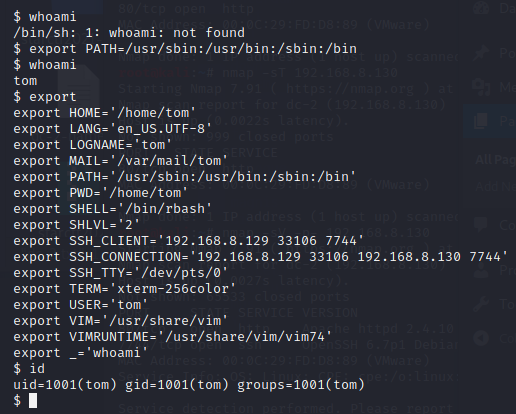 $ whoami
/bin/sh: 1: whoami: not found
$ export PATH=/usr/sbin:/usr/bin:/sbin:/bin
$ whoami
tom
$ export
export HOME='/home/tom'
export LANG='en_US.UTF-8'
export LOGNAME='tom'
export MAIL='/var/mail/tom'
export PATH='/usr/sbin:/usr/bin:/sbin:/bin'
export PWD='/home/tom'
export SHELL='/bin/rbash'
export SHLVL='2'
export SSH_CLIENT='192.168.8.129 33106 7744'
export SSH_CONNECTION='192.168.8.129 33106 192.168.8.130 7744'
export SSH_TTY='/dev/pts/0'
export TERM='xterm-256color'
export USER='tom'
export VIM='/usr/share/vim'
export VIMRUNTIME='/usr/share/vim/vim74'
export _='whoami'
$ id
uid=1001(tom) gid=1001(tom) groups=1001(tom)
$